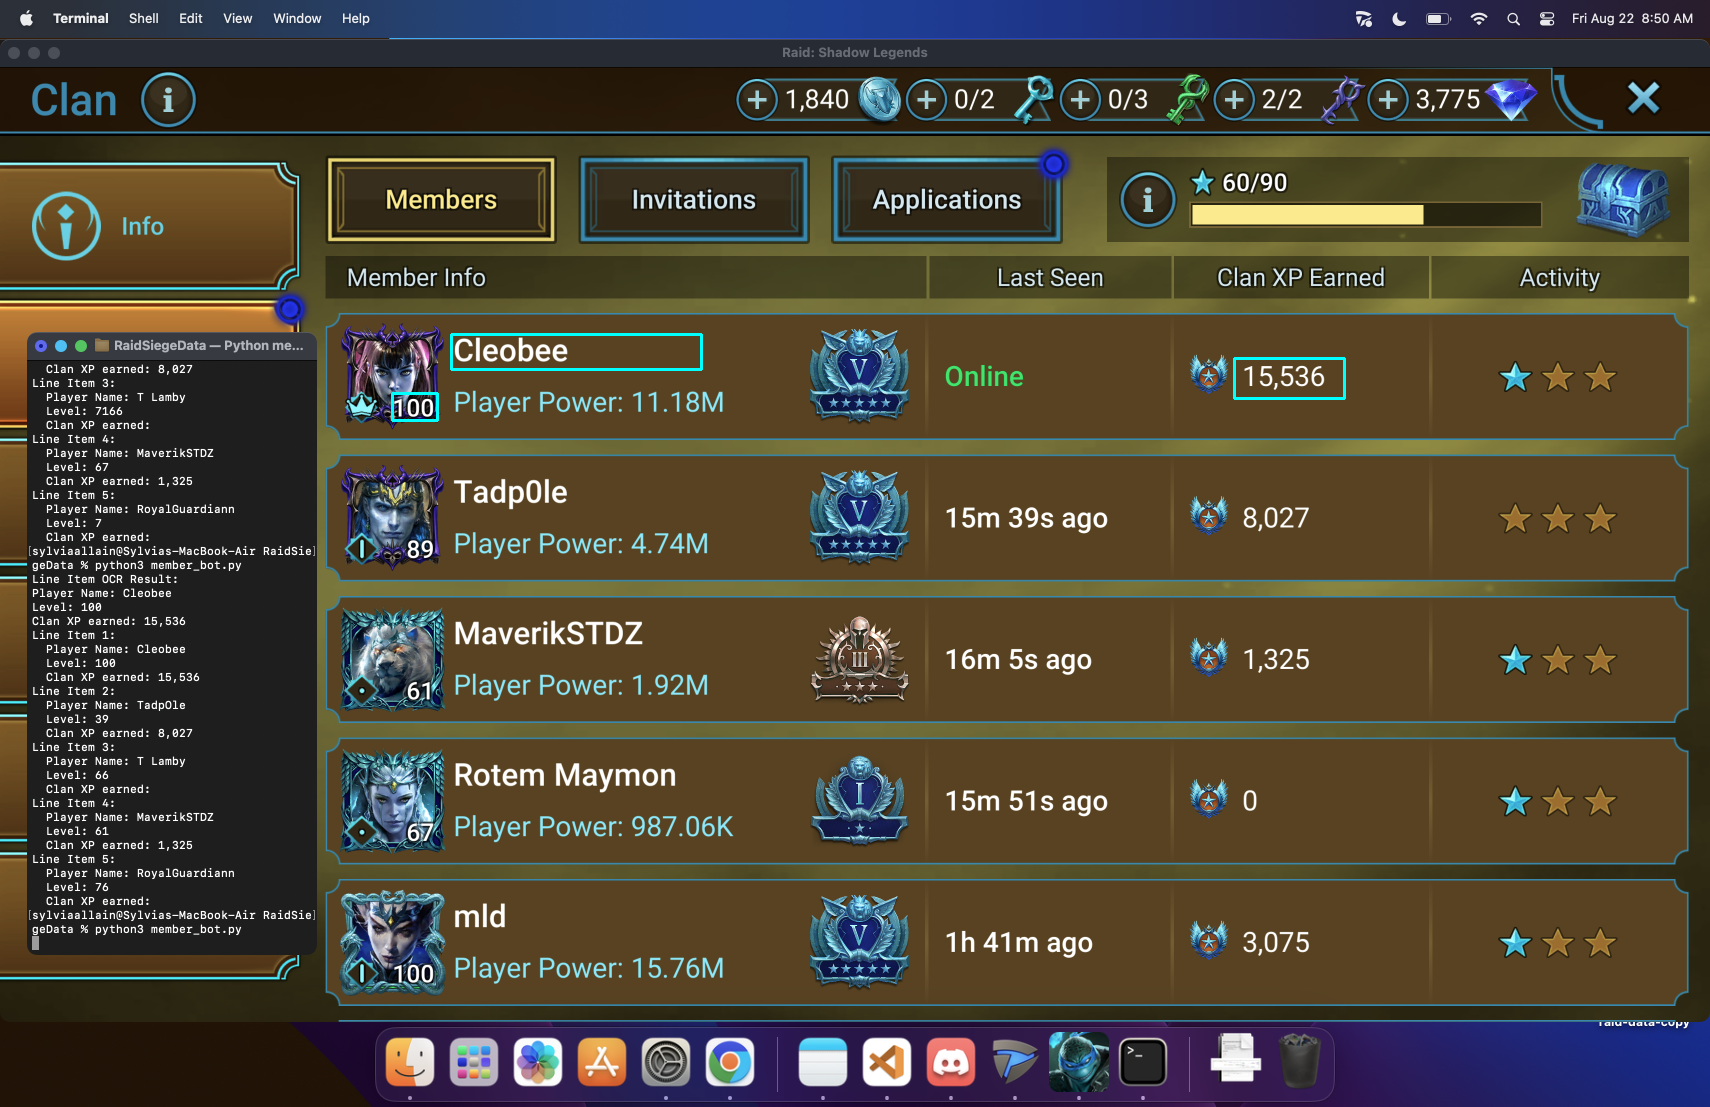 Terminal Shell Edit View Window Help Fri Aug 22 8:50 AM
Raid: Shadow Legends
Clan i 1,840 0/2 0/3 2/2 3,775
Info
Members Invitations Applications i 60/90
Member Info Last Seen Clan XP Earned Activity
Cleobee
100 Player Power: 11.18M V Online 15,536
Tadp0le
89 Player Power: 4.74M V 15m 39s ago 8,027
MaverikSTDZ
61 Player Power: 1.92M III 16m 5s ago 1,325
Rotem Maymon
67 Player Power: 987.06K I 15m 51s ago 0
mld
100 Player Power: 15.76M V 1h 41m ago 3,075
RaidSiegeData — Python me...
Clan XP earned: 8,027
Line Item 3:
Player Name: T Lamby
Level: 7166
Clan XP earned:
Line Item 4:
Player Name: MaverikSTDZ
Level: 67
Clan XP earned: 1,325
Line Item 5:
Player Name: RoyalGuardiann
Level: 7
Clan XP earned:
[sylviaallain@Sylvias-MacBook-Air RaidSie]
geData % python3 member_bot.py
Line Item OCR Result:
Player Name: Cleobee
Level: 100
Clan XP earned: 15,536
Line Item 1:
Player Name: Cleobee
Level: 100
Clan XP earned: 15,536
Line Item 2:
Player Name: TadpOle
Level: 39
Clan XP earned: 8,027
Line Item 3:
Player Name: T Lamby
Level: 66
Clan XP earned:
Line Item 4:
Player Name: MaverikSTDZ
Level: 61
Clan XP earned: 1,325
Line Item 5:
Player Name: RoyalGuardiann
Level: 76
Clan XP earned:
[sylviaallain@Sylvias-MacBook-Air RaidSie]
geData % python3 member_bot.py
raid-data-copy